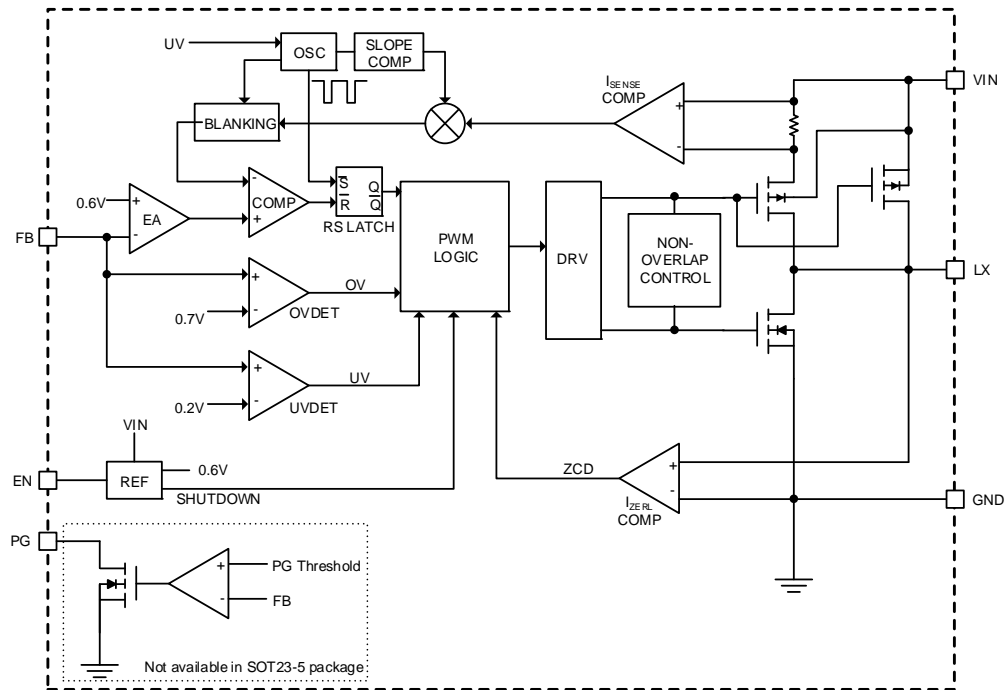 UV
OSC
SLOPE
COMP
I_SENSE
COMP
VIN
+
-
BLANKING
-
COMP
+
S̅
R̅
Q
Q̅
RS LATCH
0.6V
+
-
EA
FB
PWM
LOGIC
DRV
NON-
OVERLAP
CONTROL
LX
+
-
OV
0.7V
OVDET
+
-
UV
0.2V
UVDET
VIN
EN
REF
0.6V
SHUTDOWN
ZCD
+
-
I_ZERL
COMP
GND
PG
+
-
PG Threshold
FB
Not available in SOT23-5 package